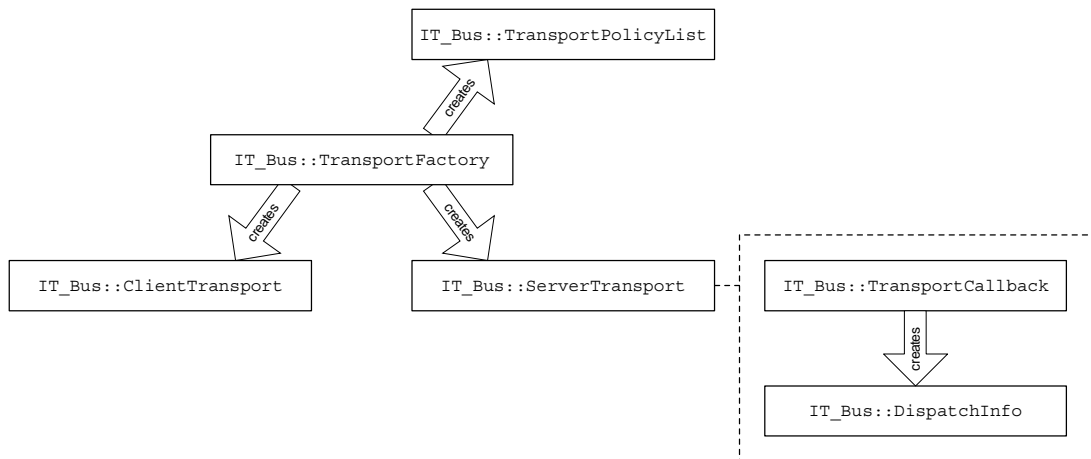 IT_Bus::TransportPolicyList
creates
IT_Bus::TransportFactory
creates
creates
IT_Bus::ClientTransport
IT_Bus::ServerTransport
IT_Bus::TransportCallback
creates
IT_Bus::DispatchInfo